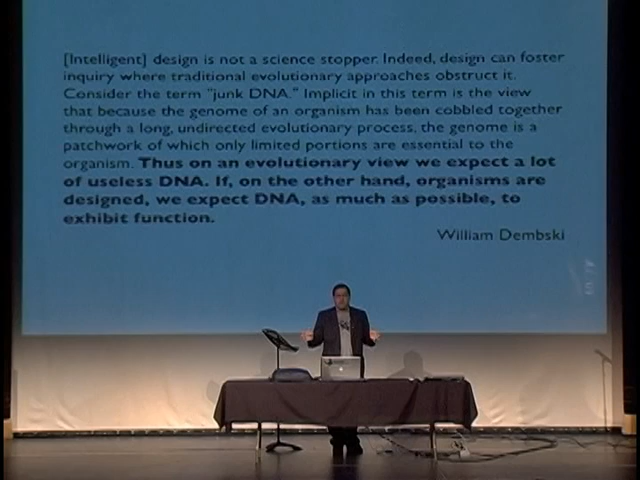 [Intelligent] design is not a science stopper. Indeed, design can foster
inquiry where traditional evolutionary approaches obstruct it.
Consider the term "junk DNA." Implicit in this term is the view
that because the genome of an organism has been cobbled together
through a long, undirected evolutionary process, the genome is a
patchwork of which only limited portions are essential to the
organism. Thus on an evolutionary view we expect a lot
of useless DNA. If, on the other hand, organisms are
designed, we expect DNA, as much as possible, to
exhibit function.
William Dembski